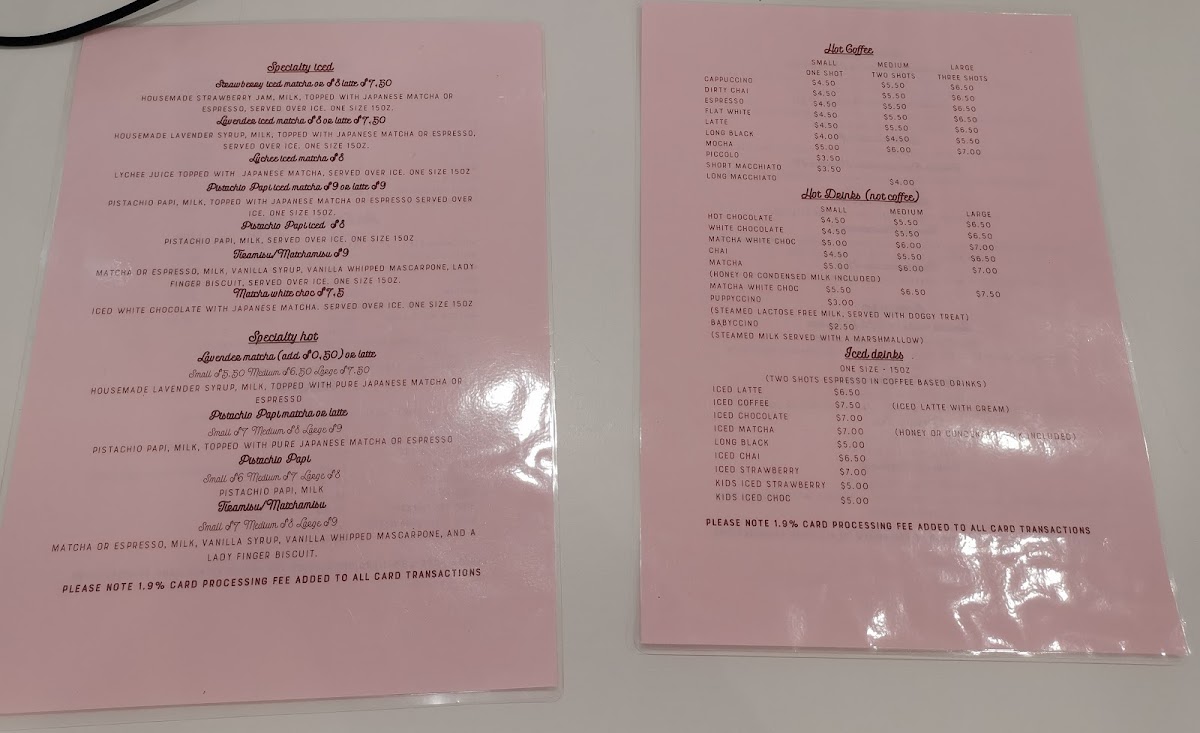 Specialty iced
Strawberry iced matcha or $8 latte $7,50
HOUSEMADE STRAWBERRY JAM, MILK, TOPPED WITH JAPANESE MATCHA OR
ESPRESSO, SERVED OVER ICE. ONE SIZE 15OZ.
Lavender iced matcha $8 or latte $7,50
HOUSEMADE LAVENDER SYRUP, MILK, TOPPED WITH JAPANESE MATCHA OR ESPRESSO,
SERVED OVER ICE. ONE SIZE 15OZ.
Lychee iced matcha $8
LYCHEE JUICE TOPPED WITH JAPANESE MATCHA, SERVED OVER ICE. ONE SIZE 15OZ
Pistachio Papi iced matcha $9 or latte $9
PISTACHIO PAPI, MILK, TOPPED WITH JAPANESE MATCHA OR ESPRESSO SERVED OVER
ICE. ONE SIZE 15OZ.
Pistachio Papi iced $8
PISTACHIO PAPI, MILK, SERVED OVER ICE. ONE SIZE 15OZ
Tiramisu/Matchamisu $9
MATCHA OR ESPRESSO, MILK, VANILLA SYRUP, VANILLA WHIPPED MASCARPONE, LADY
FINGER BISCUIT, SERVED OVER ICE. ONE SIZE 15OZ.
Matcha white choc $7,5
ICED WHITE CHOCOLATE WITH JAPANESE MATCHA. SERVED OVER ICE. ONE SIZE 15OZ
Specialty hot
Lavender matcha (add $0,50) or latte
Small $5,50 Medium $6,50 Large $7,50
HOUSEMADE LAVENDER SYRUP, MILK, TOPPED WITH PURE JAPANESE MATCHA OR
ESPRESSO
Pistachio Papi matcha or latte
Small $7 Medium $8 Large $9
PISTACHIO PAPI, MILK, TOPPED WITH PURE JAPANESE MATCHA OR ESPRESSO
Pistachio Papi
Small $6 Medium $7 Large $8
PISTACHIO PAPI, MILK
Tiramisu/Matchamisu
Small $7 Medium $8 Large $9
MATCHA OR ESPRESSO, MILK, VANILLA SYRUP, VANILLA WHIPPED MASCARPONE, AND A
LADY FINGER BISCUIT.
PLEASE NOTE 1.9% CARD PROCESSING FEE ADDED TO ALL CARD TRANSACTIONS
Hot Coffee
SMALL MEDIUM LARGE
ONE SHOT TWO SHOTS THREE SHOTS
CAPPUCCINO $4.50 $5.50 $6.50
DIRTY CHAI $4.50 $5.50 $6.50
ESPRESSO $4.50 $5.50 $6.50
FLAT WHITE $4.50 $5.50 $6.50
LATTE $4.50 $5.50 $6.50
LONG BLACK $4.00 $4.50 $5.50
MOCHA $5.00 $6.00 $7.00
PICCOLO $3.50
SHORT MACCHIATO $3.50
LONG MACCHIATO $4.00
Hot Drinks (not coffee)
SMALL MEDIUM LARGE
HOT CHOCOLATE $4.50 $5.50 $6.50
WHITE CHOCOLATE $4.50 $5.50 $6.50
MATCHA WHITE CHOC $5.00 $6.00 $7.00
CHAI $4.50 $5.50 $6.50
MATCHA $5.00 $6.00 $7.00
(HONEY OR CONDENSED MILK INCLUDED)
MATCHA WHITE CHOC $5.50 $6.50 $7.50
PUPPYCCINO $3.00
(STEAMED LACTOSE FREE MILK, SERVED WITH DOGGY TREAT)
BABYCCINO $2.50
(STEAMED MILK SERVED WITH A MARSHMALLOW)
Iced drinks
ONE SIZE - 15OZ
(TWO SHOTS ESPRESSO IN COFFEE BASED DRINKS)
ICED LATTE $6.50
ICED COFFEE $7.50 (ICED LATTE WITH CREAM)
ICED CHOCOLATE $7.00
ICED MATCHA $7.00 (HONEY OR INCLUDED)
LONG BLACK $5.00
ICED CHAI $6.50
ICED STRAWBERRY $7.00
KIDS ICED STRAWBERRY $5.00
KIDS ICED CHOC $5.00
PLEASE NOTE 1.9% CARD PROCESSING FEE ADDED TO ALL CARD TRANSACTIONS